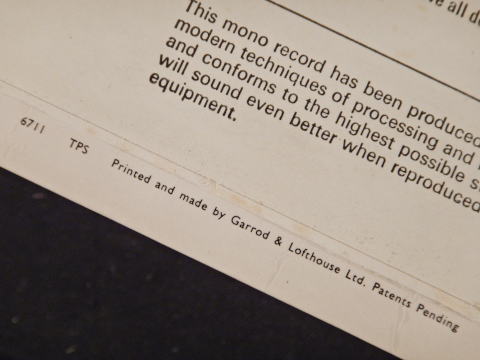 all
This mono record has been produced
modern techniques of processing and
and conforms to the highest possible
will sound even better when reproduced
equipment.
6711 TPS Printed and made by Garrod & Lofthouse Ltd. Patents Pending